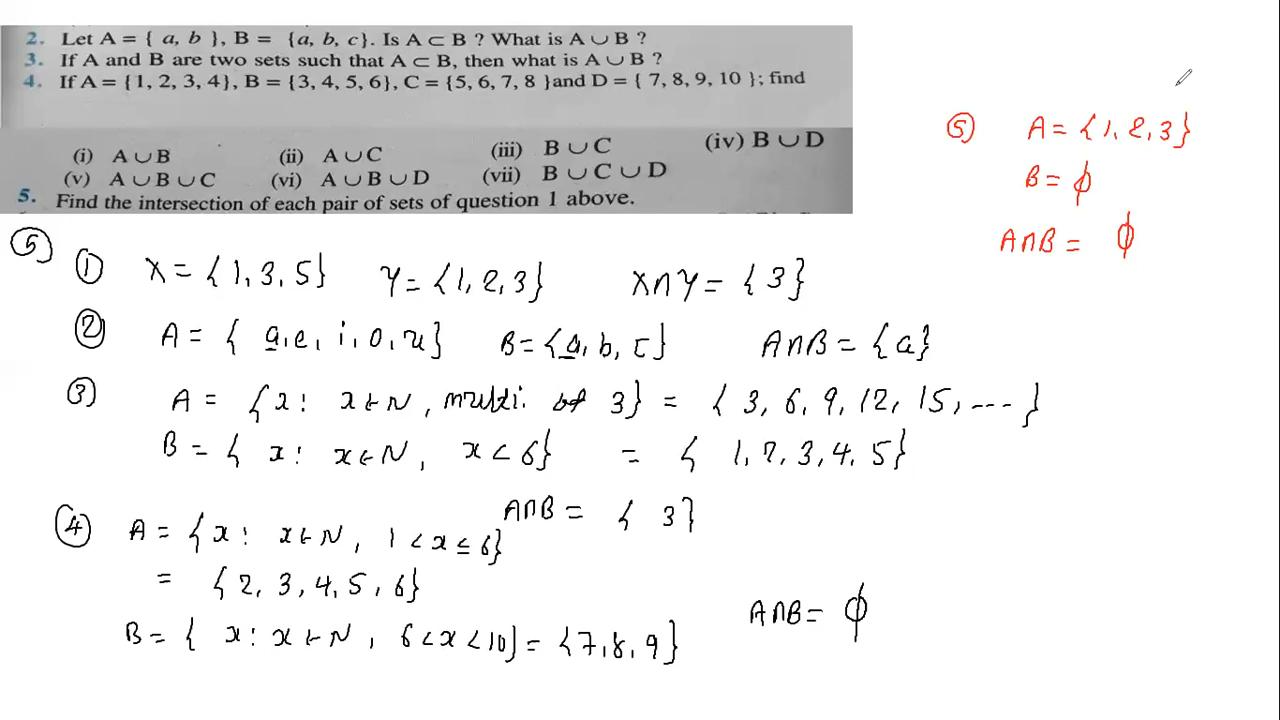 2. Let A = { a, b }, B = {a, b, c}. Is A ⊂ B ? What is A ∪ B ?
3. If A and B are two sets such that A ⊂ B, then what is A ∪ B ?
4. If A = {1, 2, 3, 4}, B = {3, 4, 5, 6}, C = {5, 6, 7, 8 }and D = { 7, 8, 9, 10 }; find
(i) A ∪ B (ii) A ∪ C (iii) B ∪ C (iv) B ∪ D
(v) A ∪ B ∪ C (vi) A ∪ B ∪ D (vii) B ∪ C ∪ D
5. Find the intersection of each pair of sets of question 1 above.
⑤
① X = {1, 3, 5} Y = {1, 2, 3} X∩Y = {3}
② A = {a, e, i, o, u} B = {a, b, c} A∩B = {a}
③ A = {x : x ∈ N, multi. of 3} = {3, 6, 9, 12, 15, ---}
B = {x : x ∈ N, x < 6} = {1, 2, 3, 4, 5}
A∩B = {3}
④ A = {x : x ∈ N, 1 < x ≤ 6}
= {2, 3, 4, 5, 6}
B = {x : x ∈ N, 6 < x < 10} = {7, 8, 9}
A∩B = ϕ
⑤ A = {1, 2, 3}
B = ϕ
A∩B = ϕ